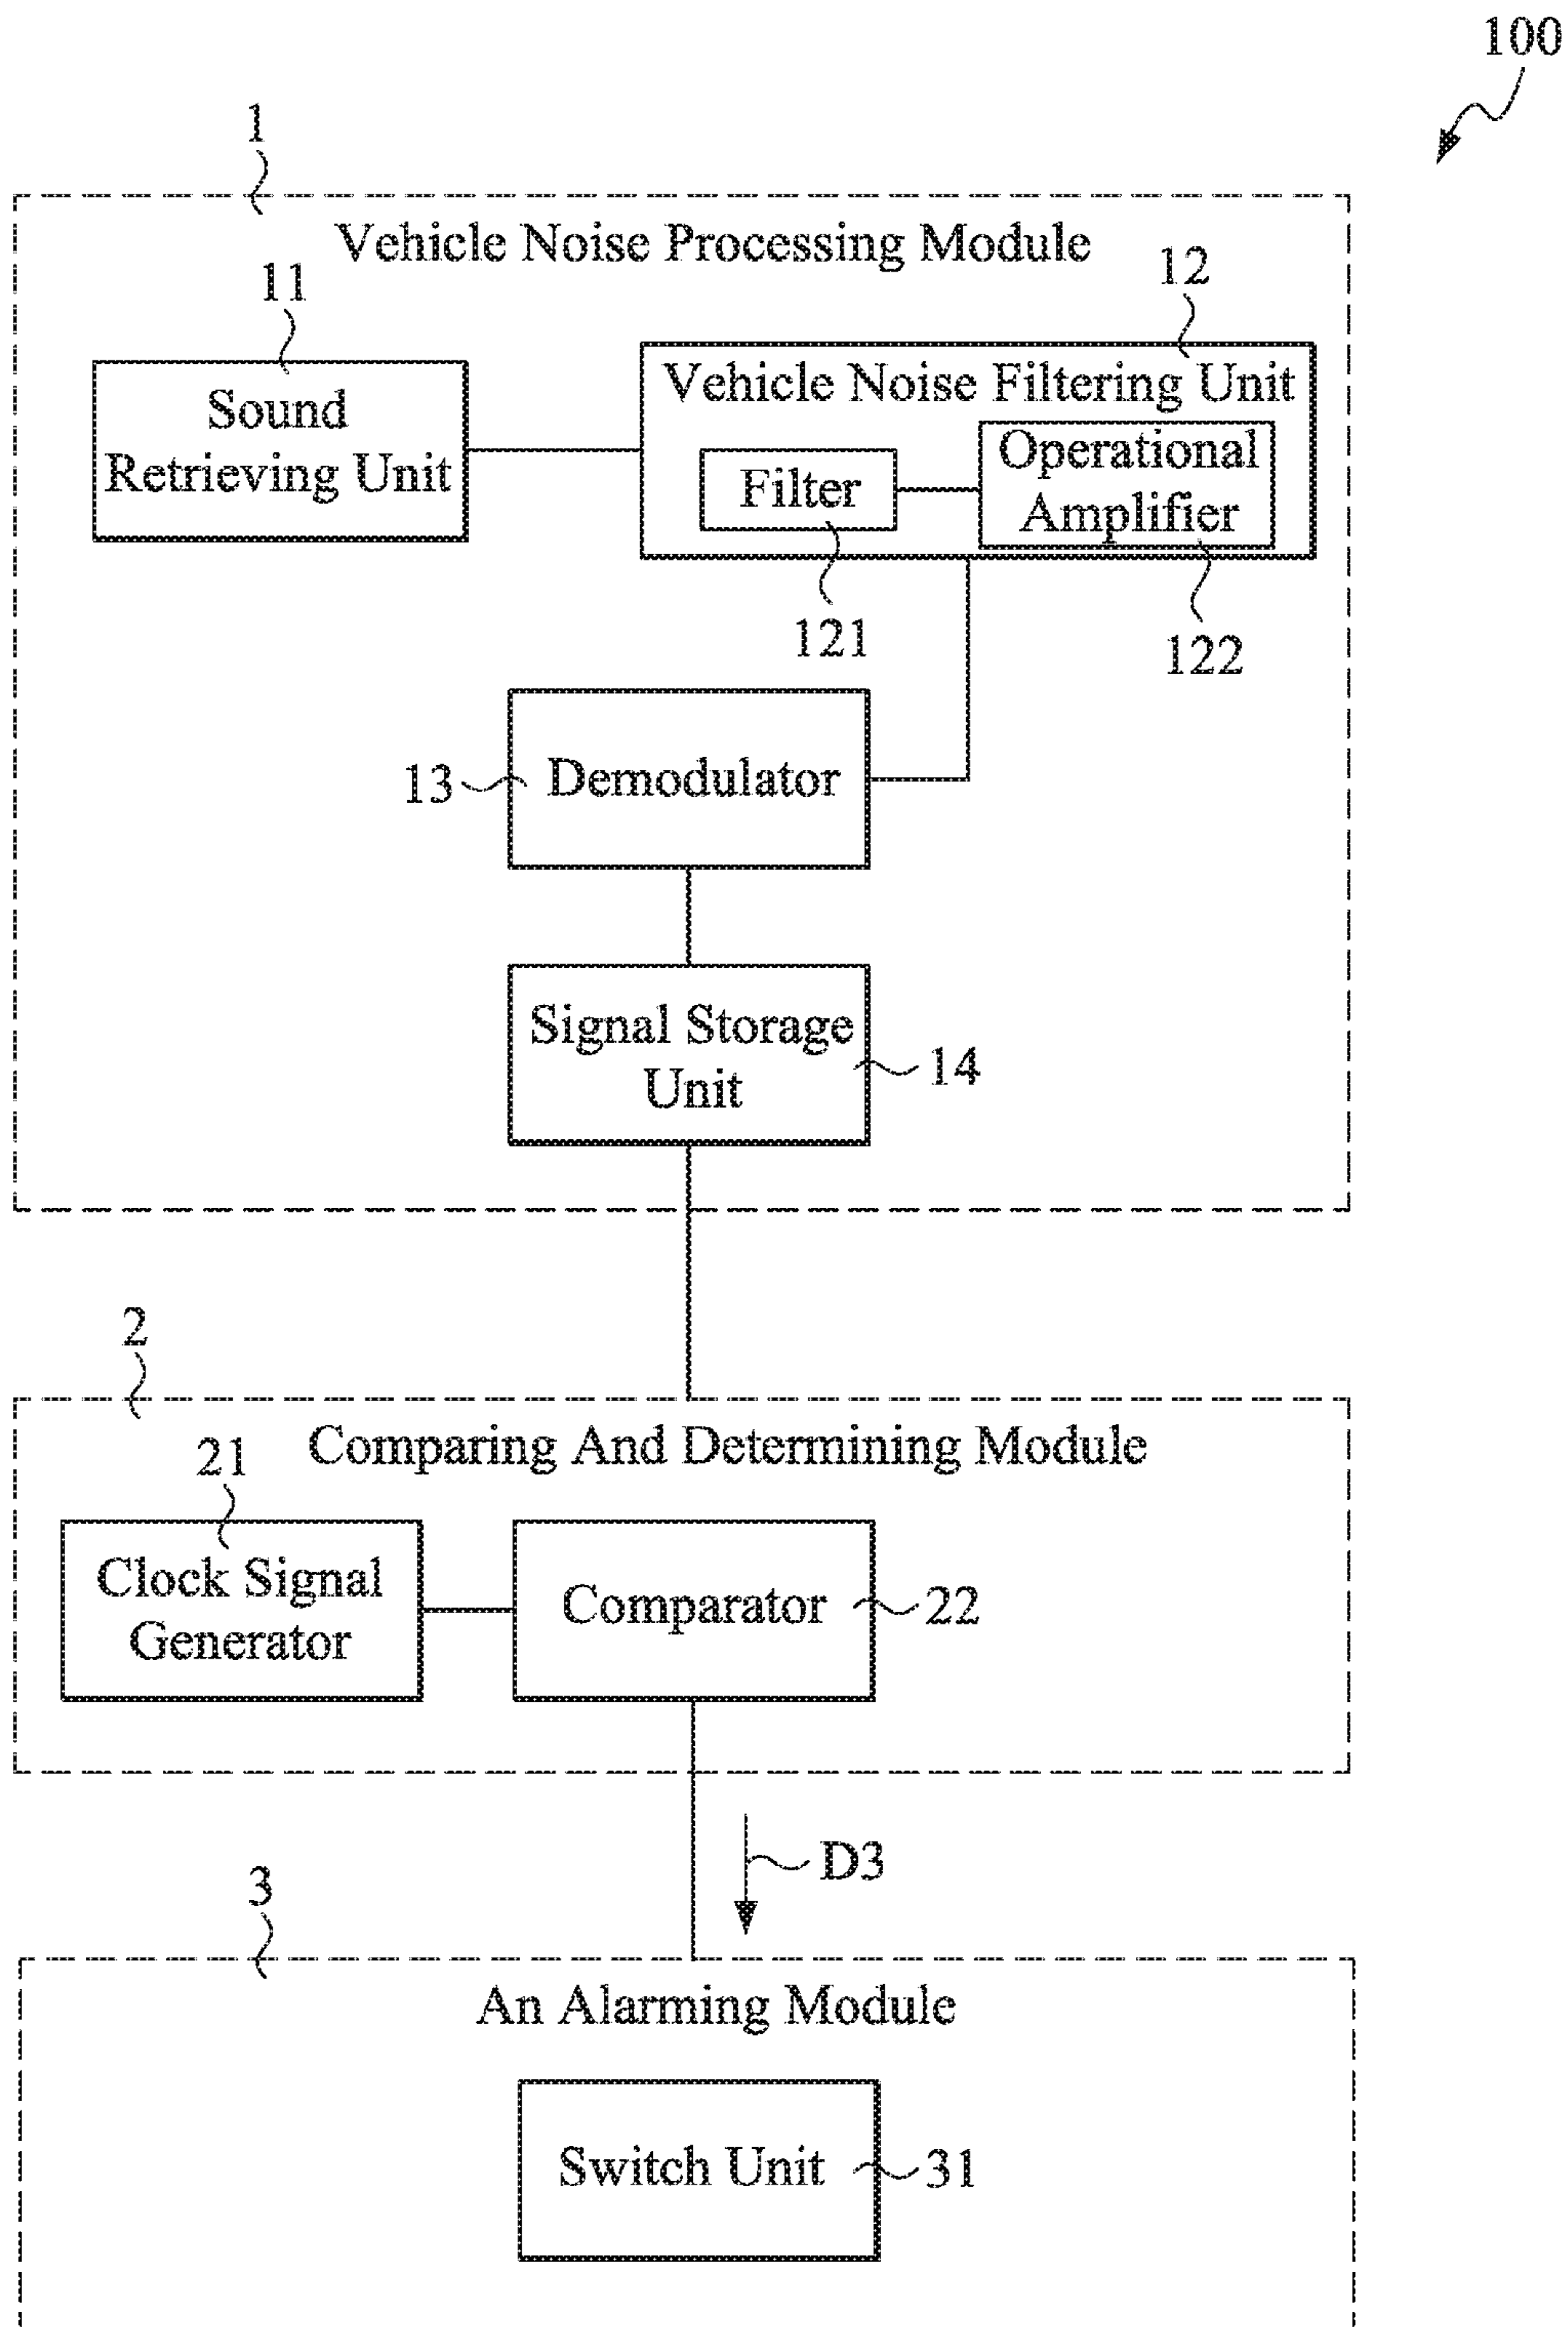 100
1
Vehicle Noise Processing Module
11
12
Sound
Retrieving Unit
Vehicle Noise Filtering Unit
Filter
Operational
Amplifier
121
122
13
Demodulator
Signal Storage
Unit
14
2
Comparing And Determining Module
21
Clock Signal
Generator
Comparator
22
D3
3
An Alarming Module
Switch Unit
31